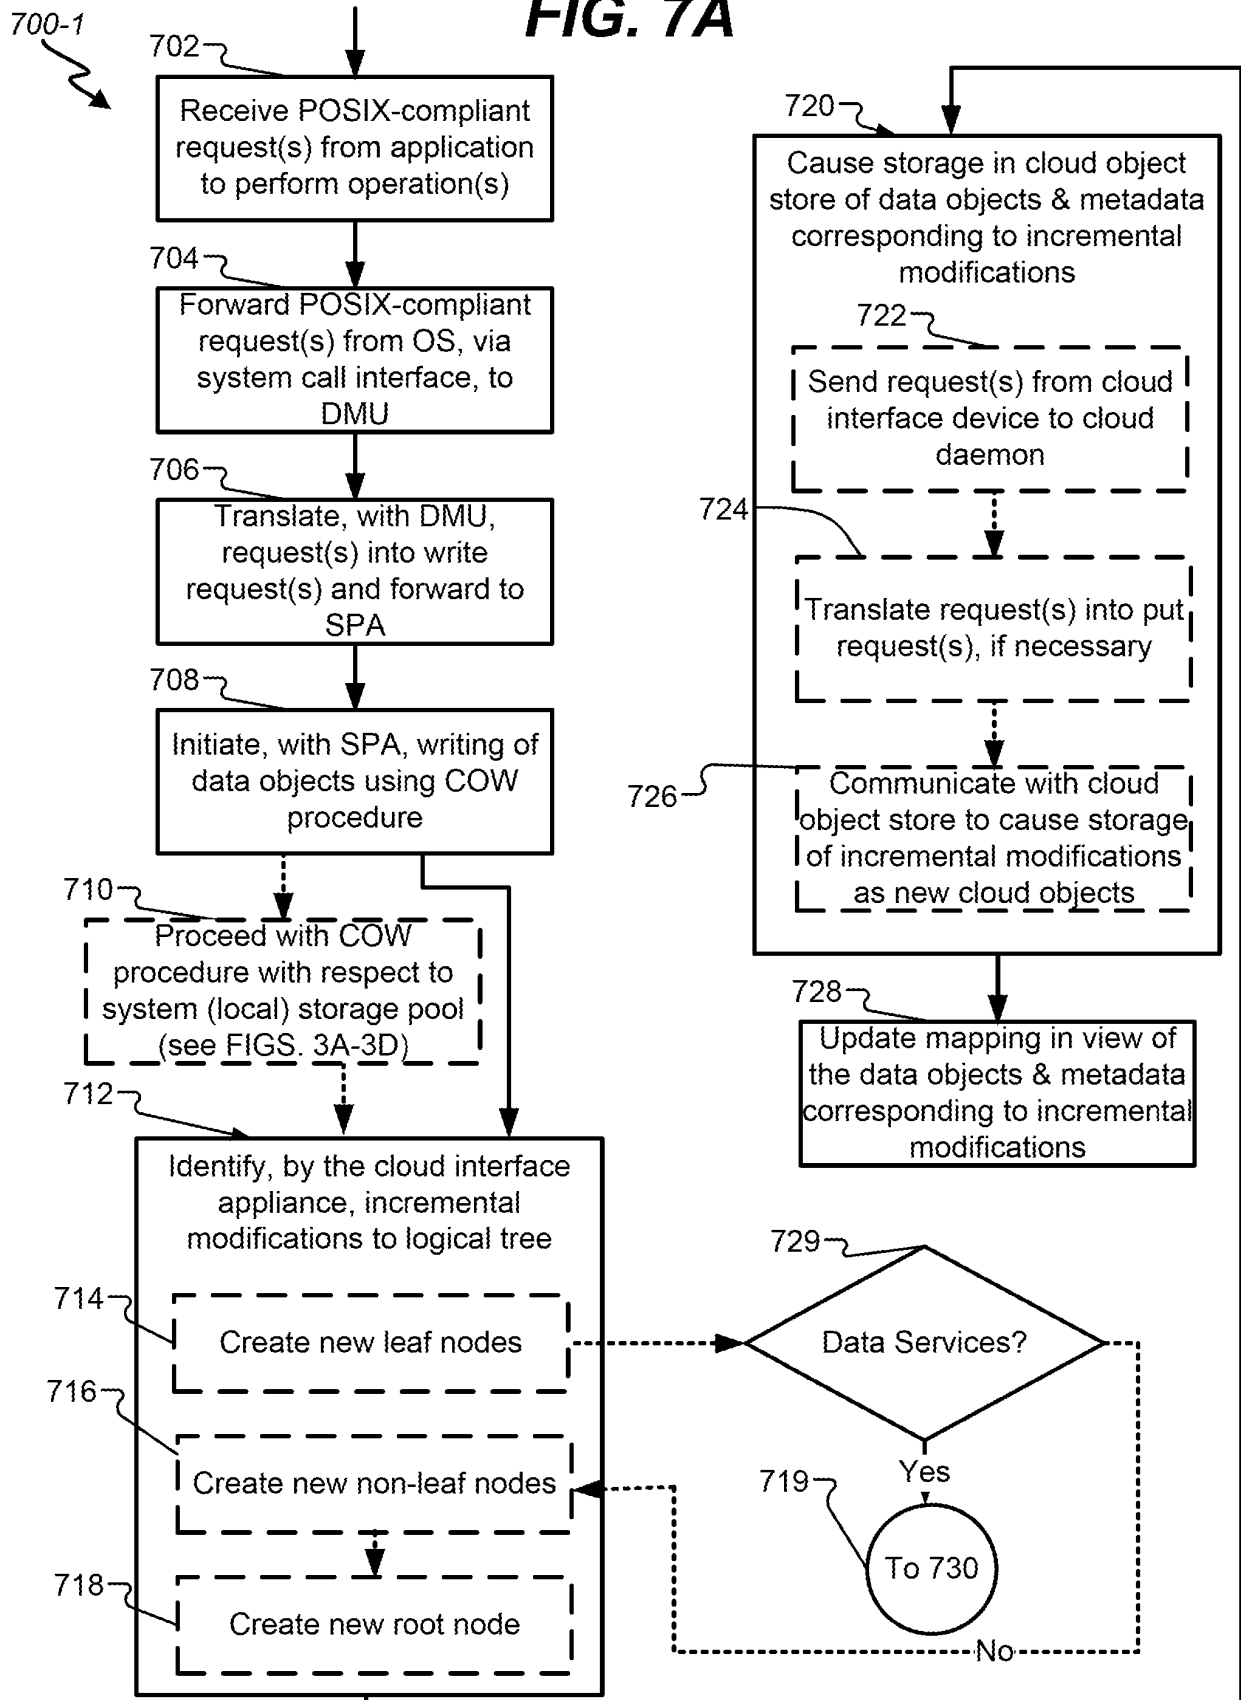 FIG. 7A
700-1
702
Receive POSIX-compliant
request(s) from application
to perform operation(s)
704
Forward POSIX-compliant
request(s) from OS, via
system call interface, to
DMU
706
Translate, with DMU,
request(s) into write
request(s) and forward to
SPA
708
Initiate, with SPA, writing of
data objects using COW
procedure
710
Proceed with COW
procedure with respect to
system (local) storage pool
(see FIGS. 3A-3D)
712
Identify, by the cloud interface
appliance, incremental
modifications to logical tree
714
Create new leaf nodes
716
Create new non-leaf nodes
718
Create new root node
720
Cause storage in cloud object
store of data objects & metadata
corresponding to incremental
modifications
722
Send request(s) from cloud
interface device to cloud
daemon
724
Translate request(s) into put
request(s), if necessary
726
Communicate with cloud
object store to cause storage
of incremental modifications
as new cloud objects
728
Update mapping in view of
the data objects & metadata
corresponding to incremental
modifications
729
Data Services?
Yes
719
To 730
No